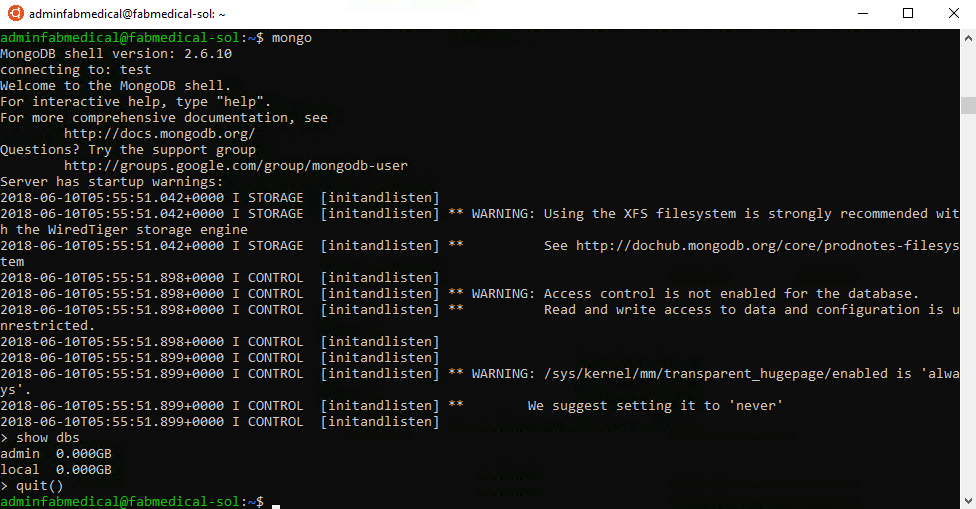 adminfabmedical@fabmedical-sol: ~
adminfabmedical@fabmedical-sol:~$ mongo
MongoDB shell version: 2.6.10
connecting to: test
Welcome to the MongoDB shell.
For interactive help, type "help".
For more comprehensive documentation, see
        http://docs.mongodb.org/
Questions? Try the support group
        http://groups.google.com/group/mongodb-user
Server has startup warnings:
2018-06-10T05:55:51.042+0000 I STORAGE  [initandlisten]
2018-06-10T05:55:51.042+0000 I STORAGE  [initandlisten] ** WARNING: Using the XFS filesystem is strongly recommended wit
h the WiredTiger storage engine
2018-06-10T05:55:51.042+0000 I STORAGE  [initandlisten] **          See http://dochub.mongodb.org/core/prodnotes-filesys
tem
2018-06-10T05:55:51.898+0000 I CONTROL  [initandlisten]
2018-06-10T05:55:51.898+0000 I CONTROL  [initandlisten] ** WARNING: Access control is not enabled for the database.
2018-06-10T05:55:51.898+0000 I CONTROL  [initandlisten] **          Read and write access to data and configuration is u
nrestricted.
2018-06-10T05:55:51.898+0000 I CONTROL  [initandlisten]
2018-06-10T05:55:51.899+0000 I CONTROL  [initandlisten]
2018-06-10T05:55:51.899+0000 I CONTROL  [initandlisten] ** WARNING: /sys/kernel/mm/transparent_hugepage/enabled is 'alwa
ys'.
2018-06-10T05:55:51.899+0000 I CONTROL  [initandlisten] **        We suggest setting it to 'never'
2018-06-10T05:55:51.899+0000 I CONTROL  [initandlisten]
> show dbs
admin  0.000GB
local  0.000GB
> quit()
adminfabmedical@fabmedical-sol:~$